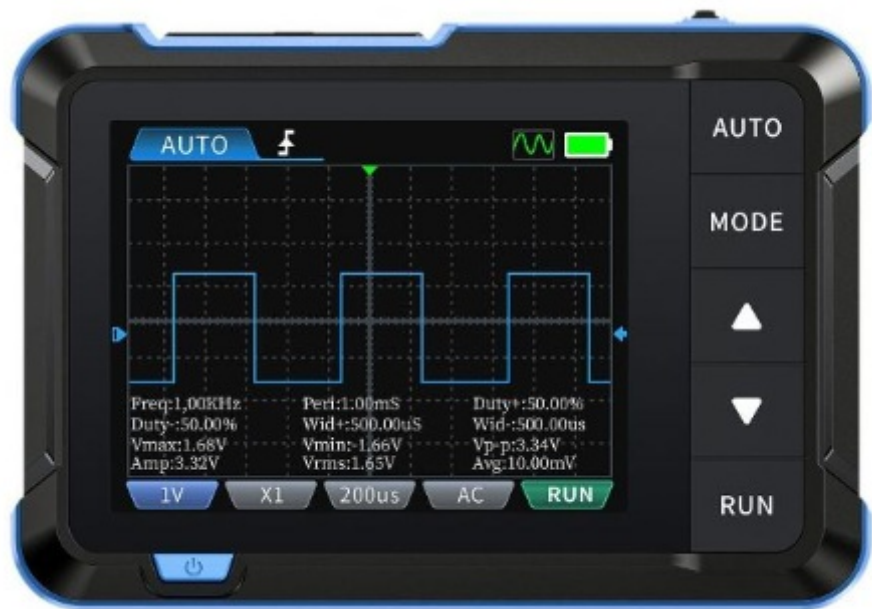 AUTO
AUTO
MODE
Freq:1,00KHz Peri:1.00mS Duty+:50.00%
Duty-:50.00% Wid+:500.00uS Wid-:500.00us
Vmax:1.68V Vmin:-1.66V Vp-p:3.34V
Amp:3.32V Vrms:1.65V Avg:10.00mV
1V X1 200us AC RUN
RUN